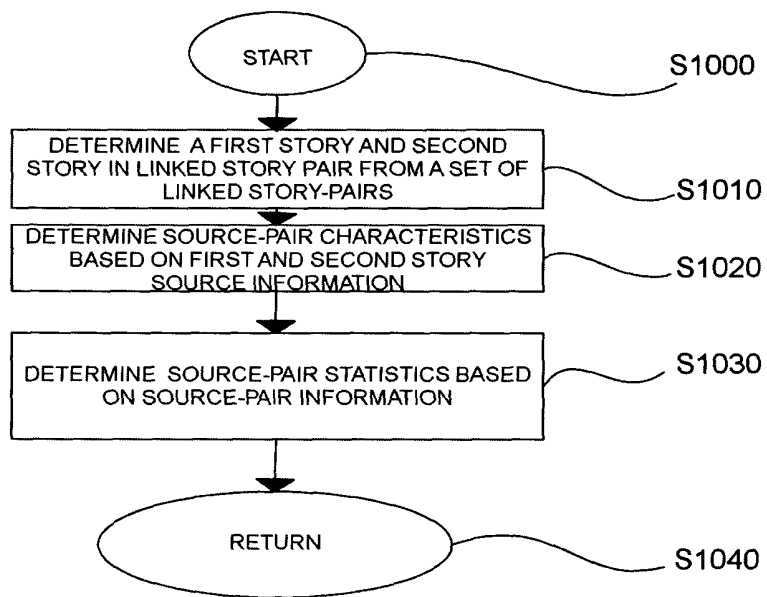 START
S1000
DETERMINE A FIRST STORY AND SECOND
STORY IN LINKED STORY PAIR FROM A SET OF
LINKED STORY-PAIRS
S1010
DETERMINE SOURCE-PAIR CHARACTERISTICS
BASED ON FIRST AND SECOND STORY
SOURCE INFORMATION
S1020
DETERMINE SOURCE-PAIR STATISTICS BASED
ON SOURCE-PAIR INFORMATION
S1030
RETURN
S1040